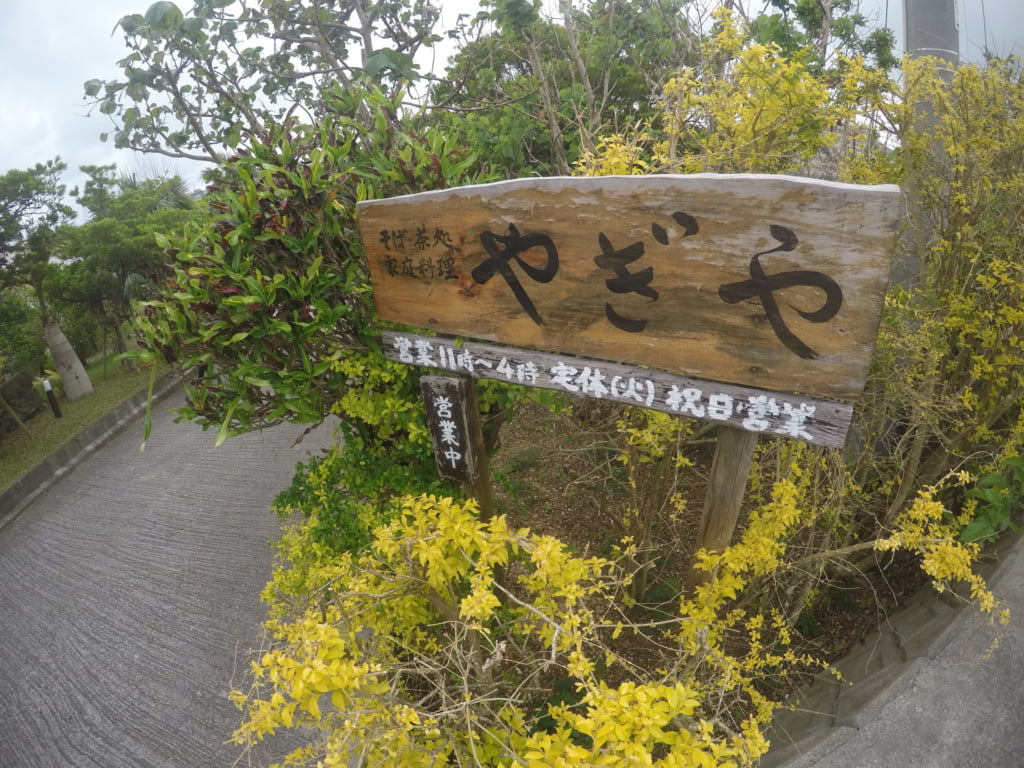 そば・茶処
家庭料理
やぎや
営業11時〜4時 定休(火) 祝日営業
営業中